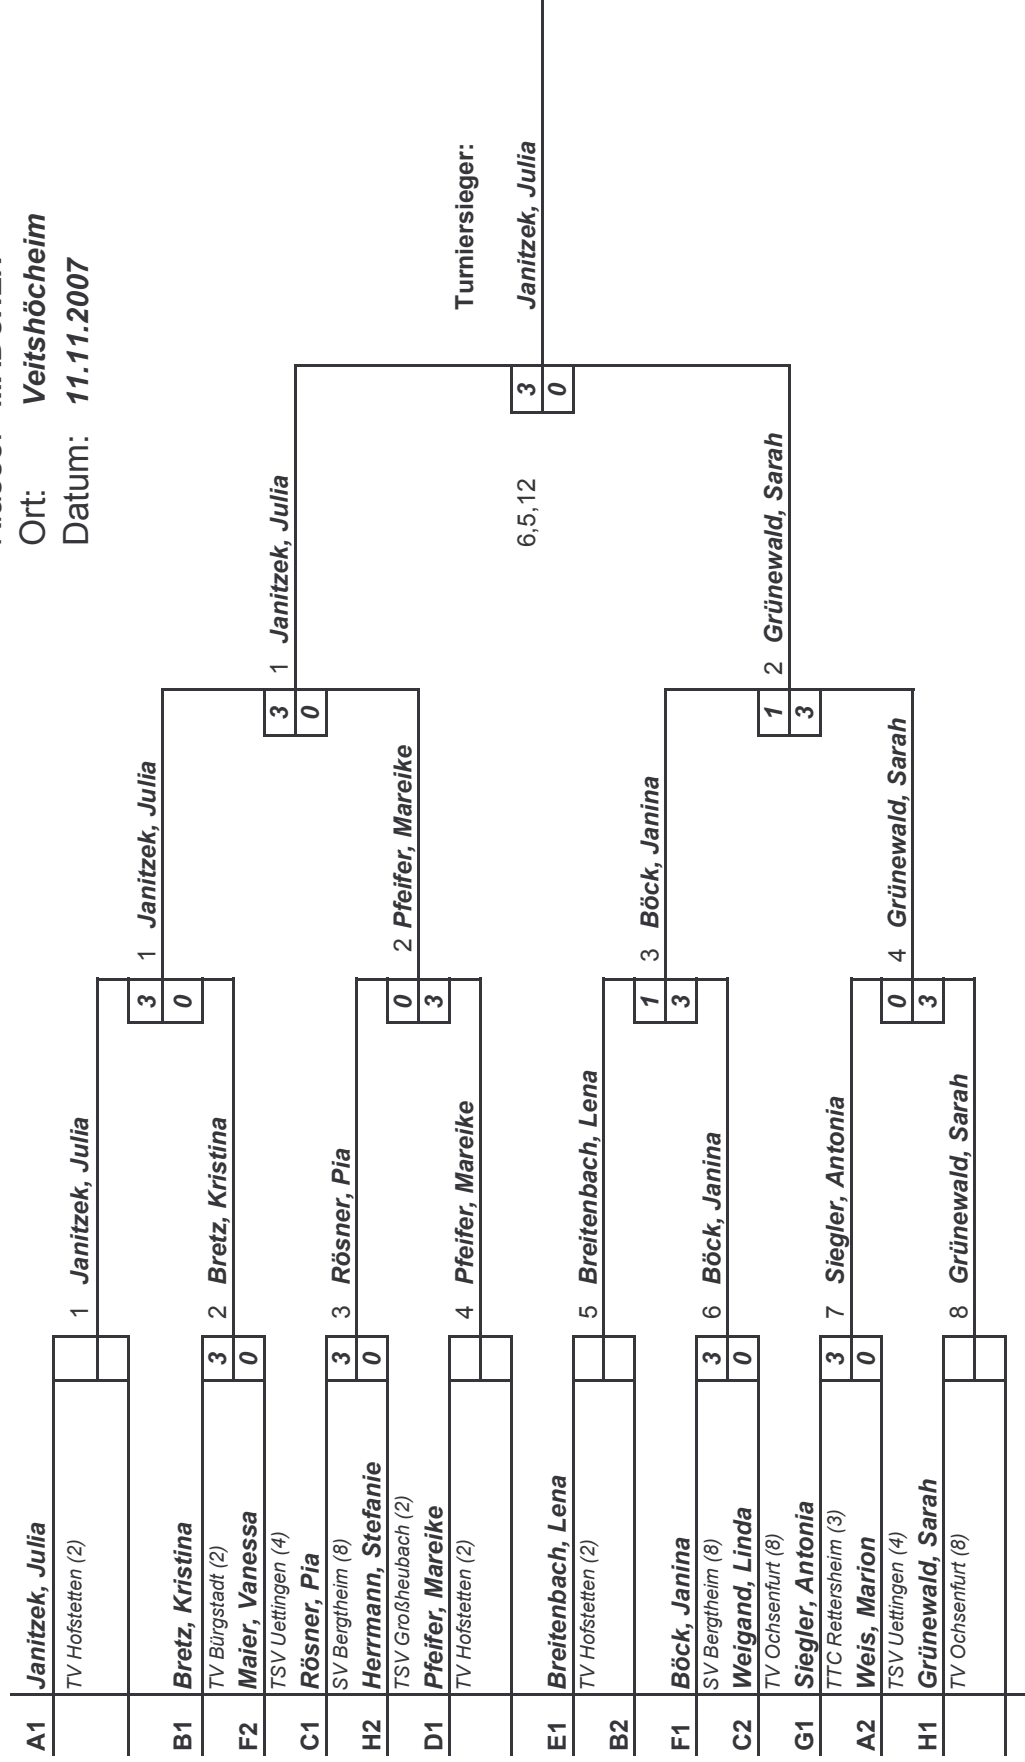 Ort: Veitshöcheim
Datum: 11.11.2007
A1 Janitzek, Julia
TV Hofstetten (2)
B1 Bretz, Kristina
TV Bürgstadt (2)
F2 Maier, Vanessa
TSV Uettingen (4)
C1 Rösner, Pia
SV Bergtheim (8)
H2 Herrmann, Stefanie
TSV Großheubach (2)
D1 Pfeifer, Mareike
TV Hofstetten (2)
E1 Breitenbach, Lena
TV Hofstetten (2)
B2
F1 Böck, Janina
SV Bergtheim (8)
C2 Weigand, Linda
TV Ochsenfurt (8)
G1 Siegler, Antonia
TTC Rettersheim (3)
A2 Weis, Marion
TSV Uettingen (4)
H1 Grünewald, Sarah
TV Ochsenfurt (8)
1 Janitzek, Julia
3
0
2 Bretz, Kristina
3
0
3 Rösner, Pia
4 Pfeifer, Mareike
5 Breitenbach, Lena
3
0
6 Böck, Janina
3
0
7 Siegler, Antonia
8 Grünewald, Sarah
3
0
1 Janitzek, Julia
0
3
2 Pfeifer, Mareike
1
3
3 Böck, Janina
0
3
4 Grünewald, Sarah
3
0
1 Janitzek, Julia
1
3
2 Grünewald, Sarah
6,5,12
3
0
Turniersieger:
Janitzek, Julia